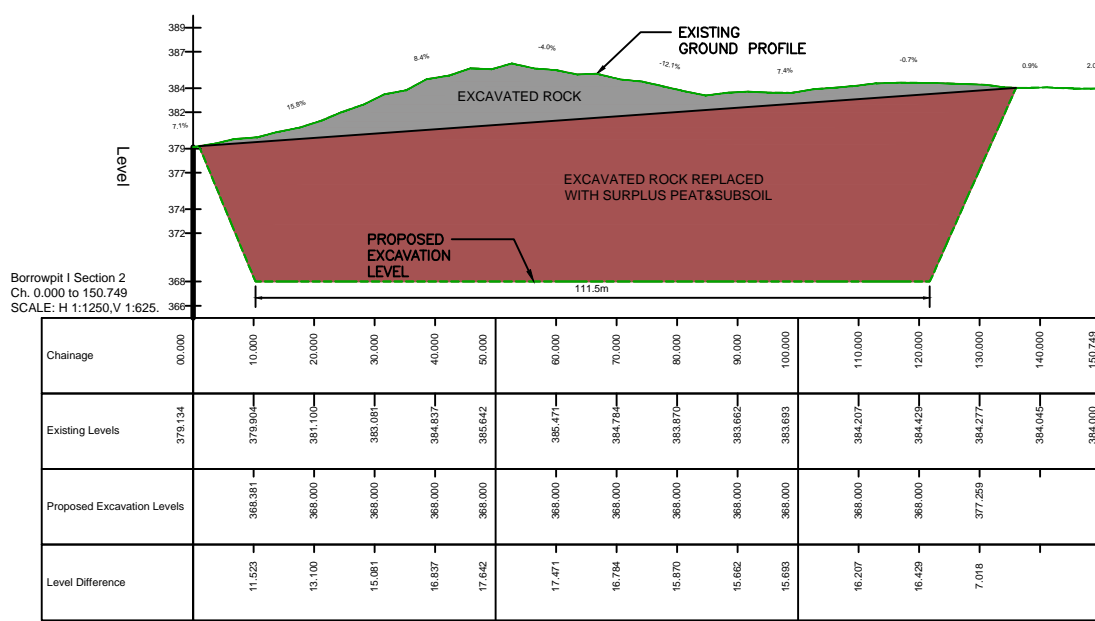 389
387
384
382
379
377
374
372
368
366
Level
7.1%
15.8%
8.4%
-4.0%
-12.1%
7.4%
-0.7%
0.9%
2.0
EXISTING
GROUND PROFILE
EXCAVATED ROCK
EXCAVATED ROCK REPLACED
WITH SURPLUS PEAT&SUBSOIL
PROPOSED
EXCAVATION
LEVEL
111.5m
Borrowpit I Section 2
Ch. 0.000 to 150.749
SCALE: H 1:1250,V 1:625.
Chainage 00.000 10.000 20.000 30.000 40.000 50.000 60.000 70.000 80.000 90.000 100.000 110.000 120.000 130.000 140.000 150.749
Existing Levels 379.134 379.904 381.100 383.081 384.837 385.642 385.471 384.784 383.870 383.662 383.693 384.207 384.429 384.277 384.045 384.000
Proposed Excavation Levels 368.381 368.000 368.000 368.000 368.000 368.000 368.000 368.000 368.000 368.000 368.000 368.000 377.259
Level Difference 11.523 13.100 15.081 16.837 17.642 17.471 16.784 15.870 15.662 15.693 16.207 16.429 7.018